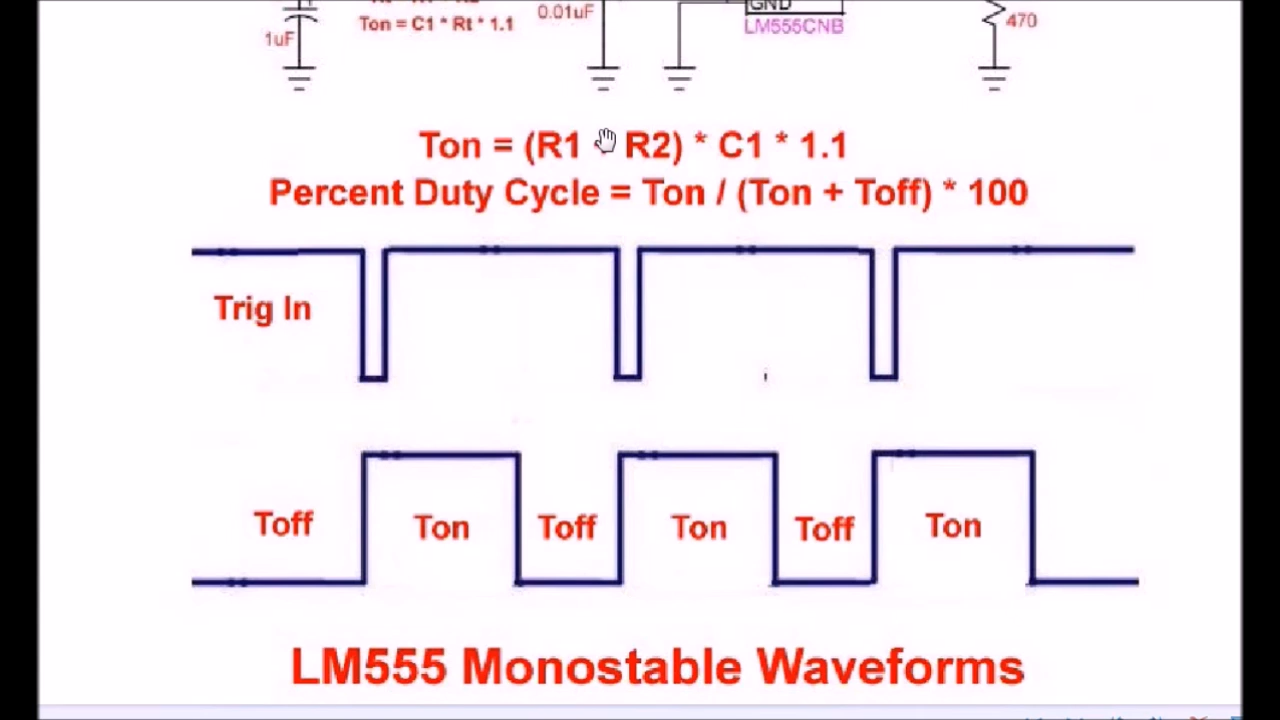 GND
0.01uF
Ton = C1 * Rt * 1.1
LM555CNB
470
1uF
Ton = (R1 R2) * C1 * 1.1
Percent Duty Cycle = Ton / (Ton + Toff) * 100
Trig In
Toff Ton Toff Ton Toff Ton
LM555 Monostable Waveforms